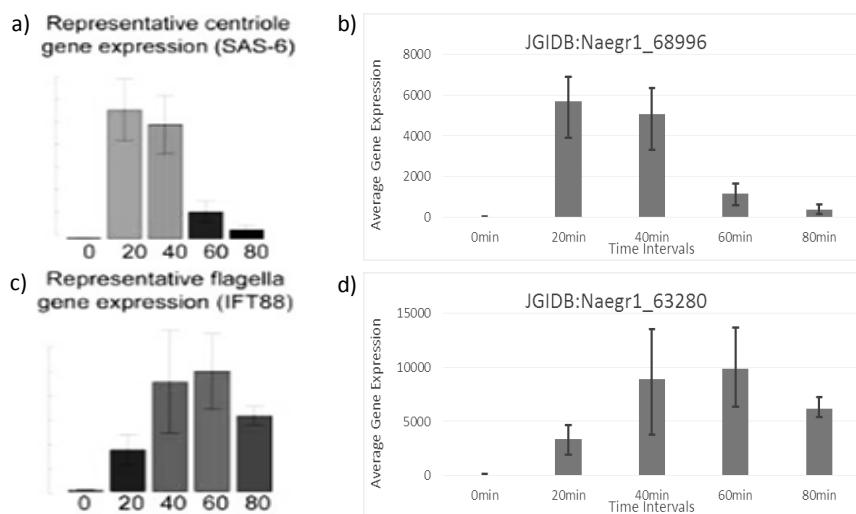 a)
Representative centriole
gene expression (SAS-6)
0 20 40 60 80
b)
JGIDB:Naegr1_68996
Average Gene Expression
8000
6000
4000
2000
0
0min 20min 40min 60min 80min
Time Intervals
c)
Representative flagella
gene expression (IFT88)
0 20 40 60 80
d)
JGIDB:Naegr1_63280
Average Gene Expression
15000
10000
5000
0
0min 20min 40min 60min 80min
Time Intervals